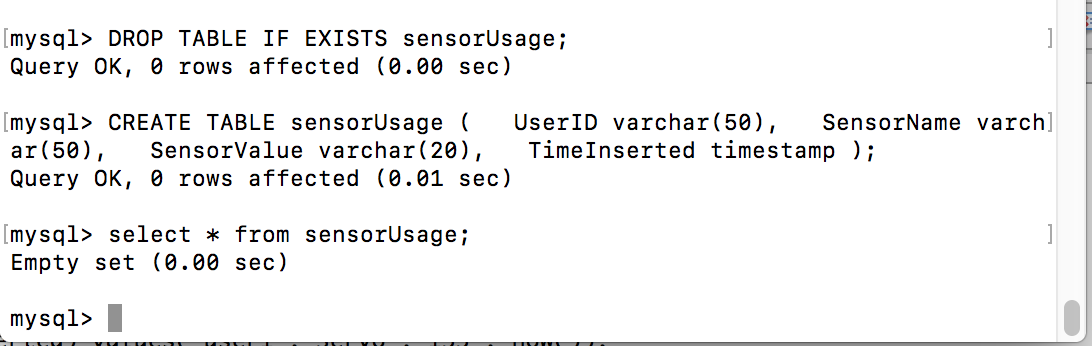 [mysql> DROP TABLE IF EXISTS sensorUsage; ]
Query OK, 0 rows affected (0.00 sec)
[mysql> CREATE TABLE sensorUsage (   UserID varchar(50),   SensorName varch]
ar(50),   SensorValue varchar(20),   TimeInserted timestamp );
Query OK, 0 rows affected (0.01 sec)
[mysql> select * from sensorUsage; ]
Empty set (0.00 sec)
mysql>